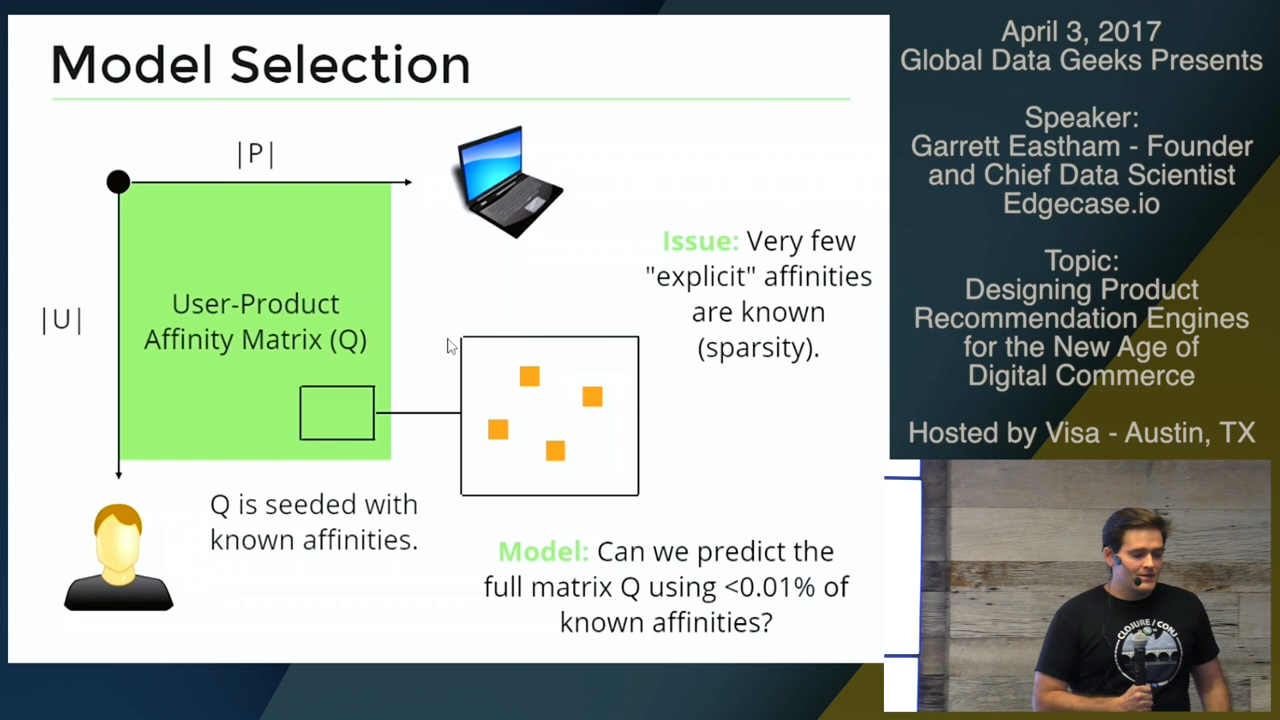 Model Selection
|P|
|U|
User-Product
Affinity Matrix (Q)
Issue: Very few
"explicit" affinities
are known
(sparsity).
Q is seeded with
known affinities.
Model: Can we predict the
full matrix Q using <0.01% of
known affinities?
April 3, 2017
Global Data Geeks Presents
Speaker:
Garrett Eastham - Founder
and Chief Data Scientist
Edgecase.io
Topic:
Designing Product
Recommendation Engines
for the New Age of
Digital Commerce
Hosted by Visa - Austin, TX
CLOJURE/CONJ